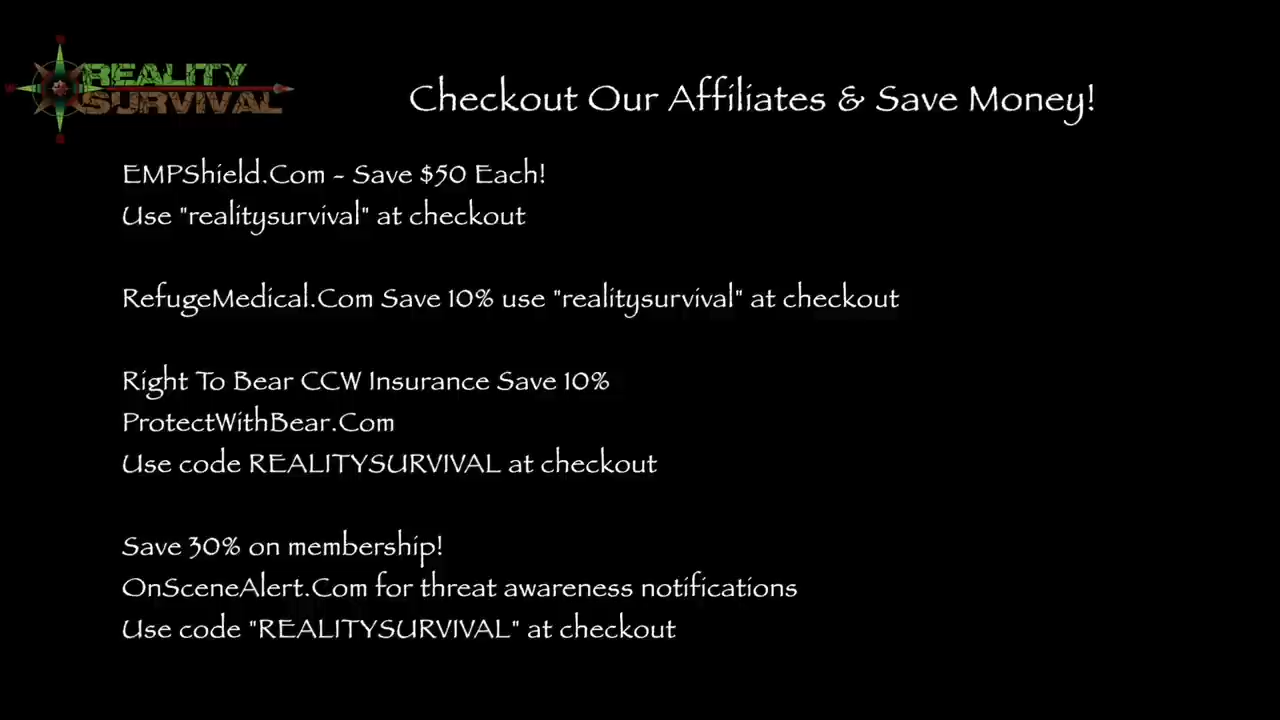 REALITY
SURVIVAL
Checkout Our Affiliates & Save Money!
EMPShield.Com - Save $50 Each!
Use "realitysurvival" at checkout
RefugeMedical.Com Save 10% use "realitysurvival" at checkout
Right To Bear CCW Insurance Save 10%
ProtectWithBear.Com
Use code REALITYSURVIVAL at checkout
Save 30% on membership!
OnSceneAlert.Com for threat awareness notifications
Use code "REALITYSURVIVAL" at checkout